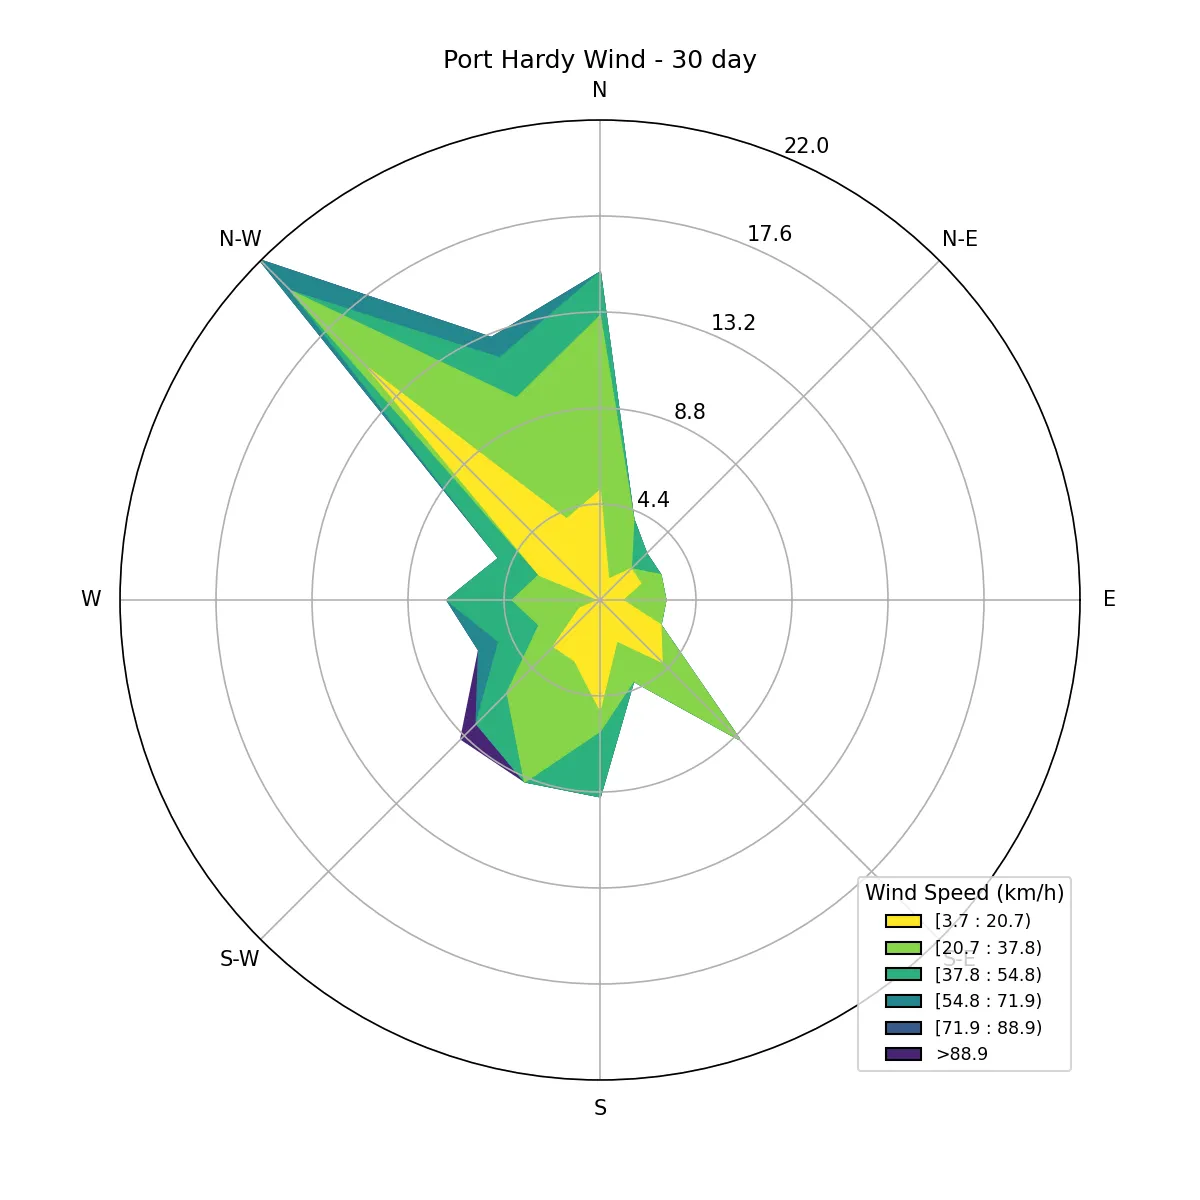 Port Hardy Wind - 30 day
N
22.0
17.6
N-W
N-E
13.2
8.8
4.4
W
E
Wind Speed (km/h)
[3.7 : 20.7)
[20.7 : 37.8)
S-W
S-E
[37.8 : 54.8)
[54.8 : 71.9)
[71.9 : 88.9)
>88.9
S